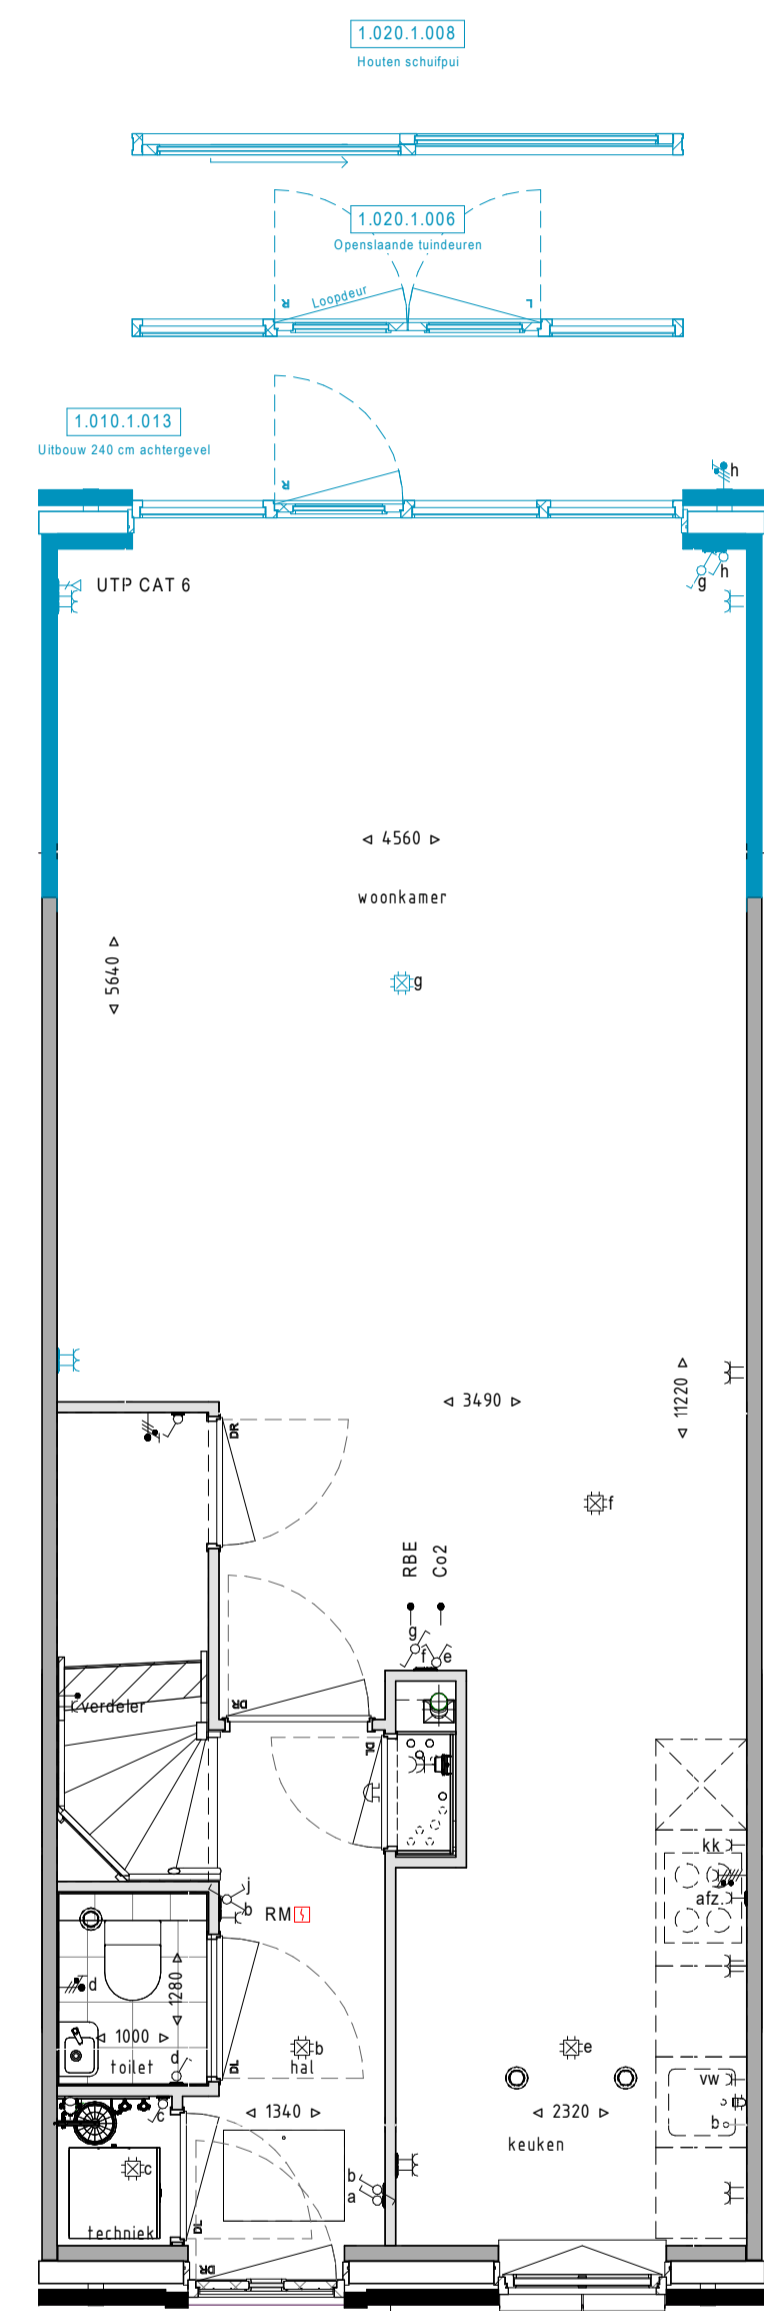 1.020.1.008
Houten schuifpui
1.020.1.006
Openslaande tuindeuren
R
Loopdeur
L
1.010.1.013
Uitbouw 240 cm achtergevel
R
h
UTP CAT 6
g
h
4560
woonkamer
5640
g
3490
11220
DR
f
RBE
Co2
g
f
e
verdeler
DR
DL
kk
j
b
RM
afz.
d
1280
1000
d
toilet
DL
b
hal
e
vw
b
c
1340
2320
keuken
c
b
a
techniek
DL
DR